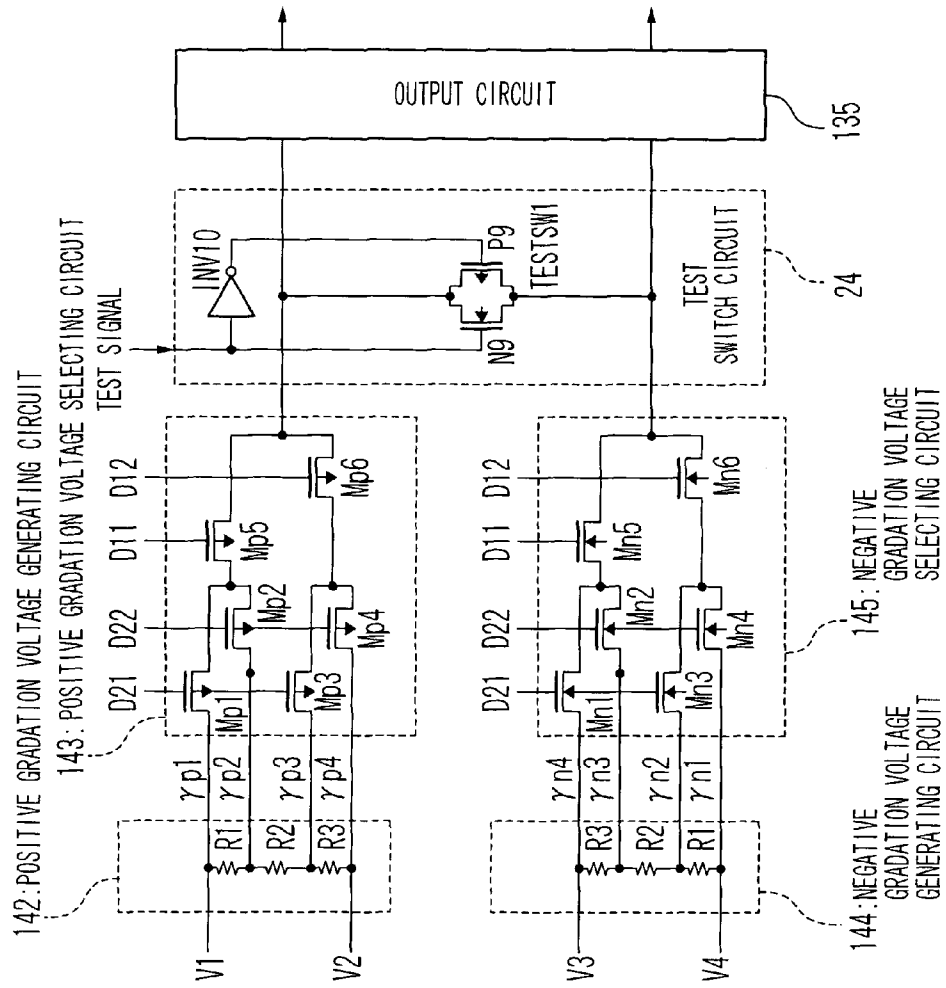 142:POSITIVE GRADATION VOLTAGE GENERATING CIRCUIT
143:POSITIVE GRADATION VOLTAGE SELECTING CIRCUIT
TEST SIGNAL
D21
D22
D11
D12
INV10
V1
γp1
Mp1
R1
γp2
Mp2
Mp5
R2
γp3
Mp3
R3
γp4
Mp4
Mp6
V2
N9
P9
TESTSW1
TEST
SWITCH CIRCUIT
24
OUTPUT CIRCUIT
135
D21
D22
D11
D12
V3
γn4
Mn1
R3
γn3
Mn2
Mn5
R2
γn2
Mn3
R1
γn1
Mn4
Mn6
V4
144:NEGATIVE
GRADATION VOLTAGE
GENERATING CIRCUIT
145:NEGATIVE
GRADATION VOLTAGE
SELECTING CIRCUIT